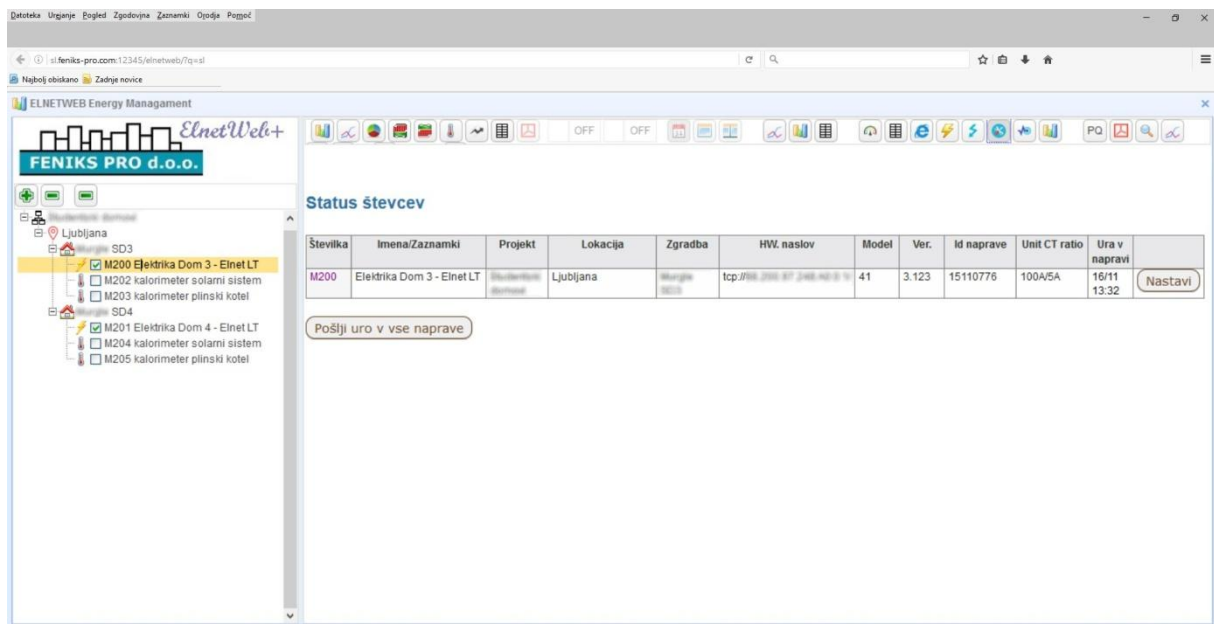 Datoteka Urejanje Pogled Zgodovina Zaznamki Orodja Pomoč
sl.feniks-pro.com:12345/elnetweb/?q=sl
Najbolj obiskano Zadnje novice
ELNETWEB Energy Managament
ElnetWeb+
FENIKS PRO d.o.o.
OFF OFF PQ
Ljubljana
SD3
M200 Elektrika Dom 3 - Elnet LT
M202 kalorimeter solarni sistem
M203 kalorimeter plinski kotel
SD4
M201 Elektrika Dom 4 - Elnet LT
M204 kalorimeter solarni sistem
M205 kalorimeter plinski kotel
Status števcev
Številka Imena/Zaznamki Projekt Lokacija Zgradba HW. naslov Model Ver. Id naprave Unit CT ratio Ura v
napravi
M200 Elektrika Dom 3 - Elnet LT Ljubljana tcp:// 41 3.123 15110776 100A/5A 16/11
13:32
Nastavi
Pošlji uro v vse naprave